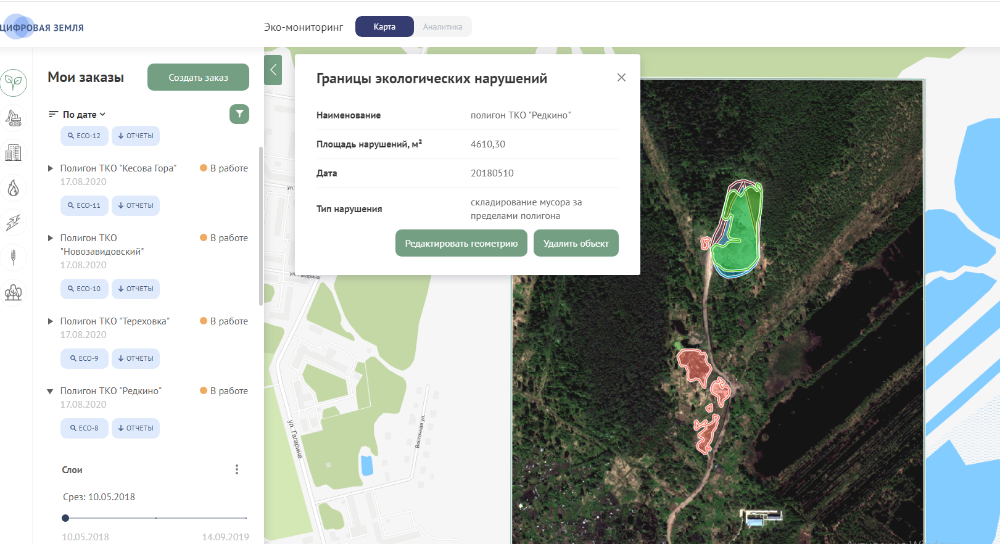 ЦИФРОВАЯ ЗЕМЛЯ
Эко-мониторинг
Карта
Аналитика
Мои заказы
Создать заказ
По дате
ECO-12
ОТЧЕТЫ
Полигон ТКО "Кесова Гора"
В работе
17.08.2020
ECO-11
ОТЧЕТЫ
Полигон ТКО
"Новозавидовский"
В работе
17.08.2020
ECO-10
ОТЧЕТЫ
Полигон ТКО "Тереховка"
В работе
17.08.2020
ECO-9
ОТЧЕТЫ
Полигон ТКО "Редкино"
В работе
17.08.2020
ECO-8
ОТЧЕТЫ
Слои
Срез: 10.05.2018
10.05.2018
14.09.2019
Границы экологических нарушений
Наименование
полигон ТКО "Редкино"
Площадь нарушений, м²
4610,30
Дата
20180510
Тип нарушения
складирование мусора за
пределами полигона
Редактировать геометрию
Удалить объект
ул.
ул. Гагарина
ул. Гагарина
Восточная ул.